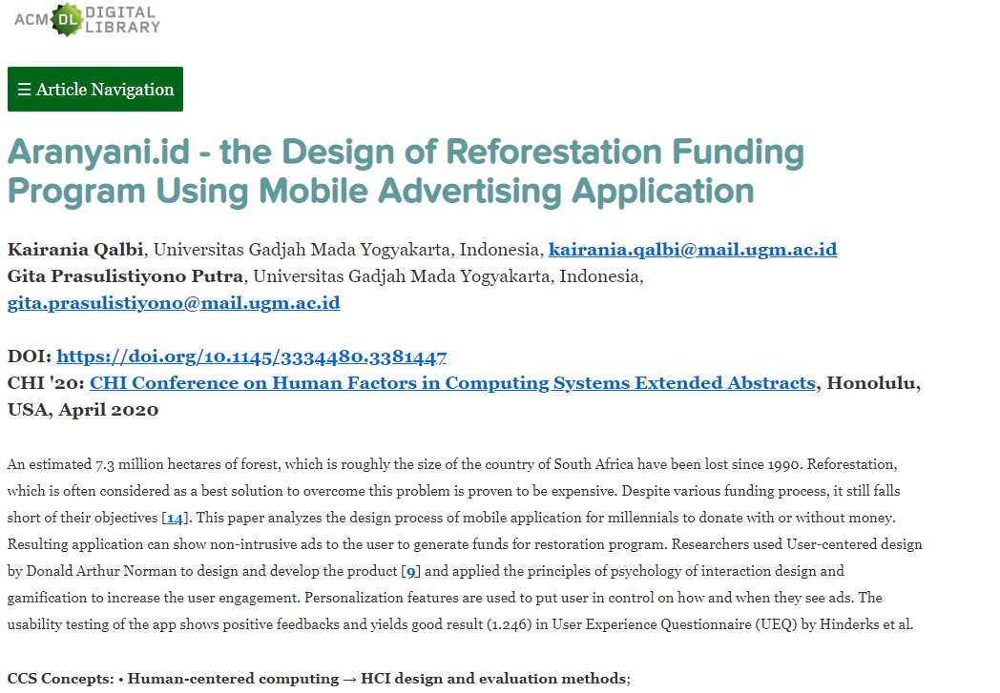 ACM DL DIGITAL LIBRARY
☰ Article Navigation
Aranyani.id - the Design of Reforestation Funding
Program Using Mobile Advertising Application
Kairania Qalbi, Universitas Gadjah Mada Yogyakarta, Indonesia, kairania.qalbi@mail.ugm.ac.id
Gita Prasulistiyono Putra, Universitas Gadjah Mada Yogyakarta, Indonesia,
gita.prasulistiyono@mail.ugm.ac.id
DOI: https://doi.org/10.1145/3334480.3381447
CHI '20: CHI Conference on Human Factors in Computing Systems Extended Abstracts, Honolulu,
USA, April 2020
An estimated 7.3 million hectares of forest, which is roughly the size of the country of South Africa have been lost since 1990. Reforestation,
which is often considered as a best solution to overcome this problem is proven to be expensive. Despite various funding process, it still falls
short of their objectives [14]. This paper analyzes the design process of mobile application for millennials to donate with or without money.
Resulting application can show non-intrusive ads to the user to generate funds for restoration program. Researchers used User-centered design
by Donald Arthur Norman to design and develop the product [9] and applied the principles of psychology of interaction design and
gamification to increase the user engagement. Personalization features are used to put user in control on how and when they see ads. The
usability testing of the app shows positive feedbacks and yields good result (1.246) in User Experience Questionnaire (UEQ) by Hinderks et al.
CCS Concepts: • Human-centered computing → HCI design and evaluation methods;